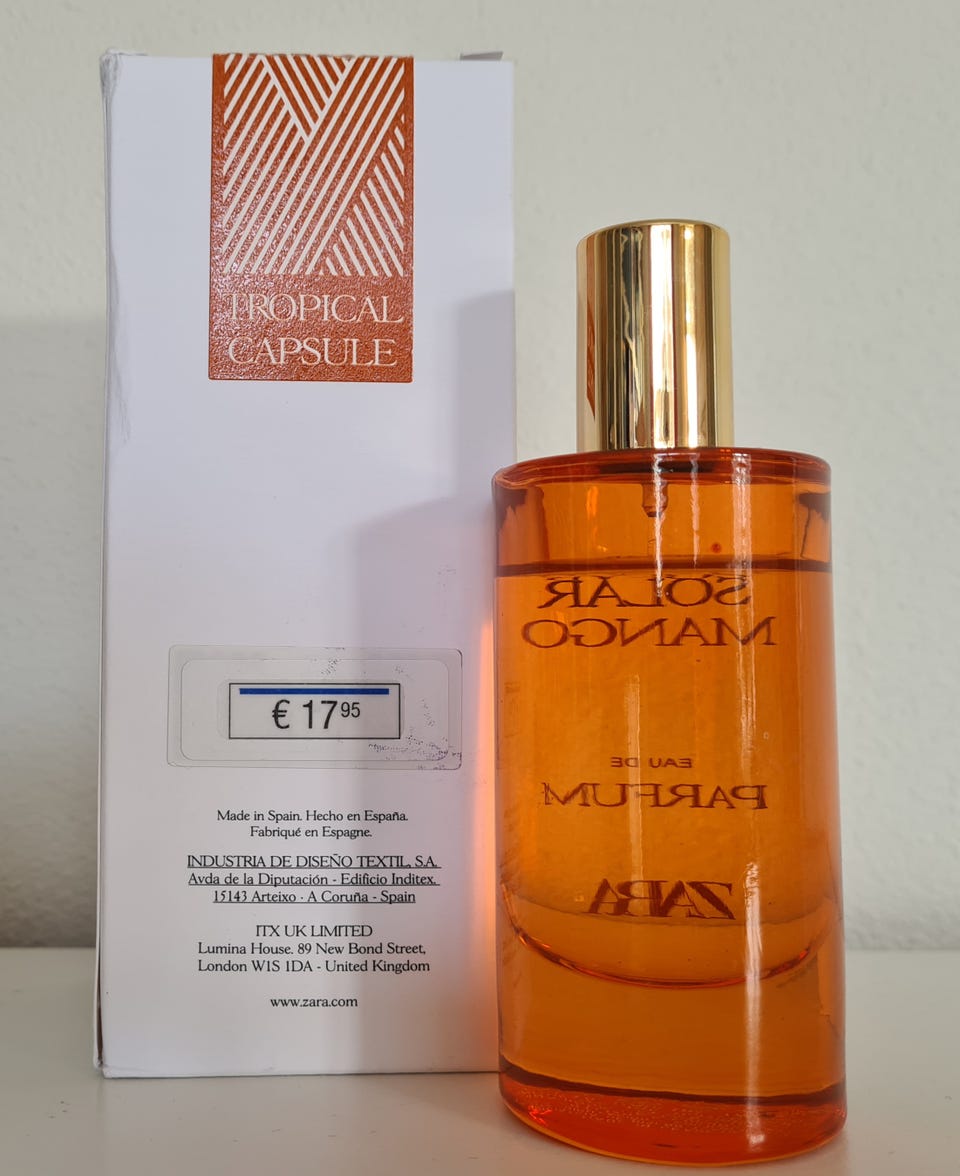 TROPICAL
CAPSULE
€ 17 95
Made in Spain. Hecho en España.
Fabriqué en Espagne.
INDUSTRIA DE DISEÑO TEXTIL, S.A.
Avda de la Diputación - Edificio Inditex,
15143 Arteixo · A Coruña - Spain
ITX UK LIMITED
Lumina House. 89 New Bond Street,
London W1S 1DA - United Kingdom
www.zara.com
SOLAR
MANGO
EAU DE
PARFUM
ZARA